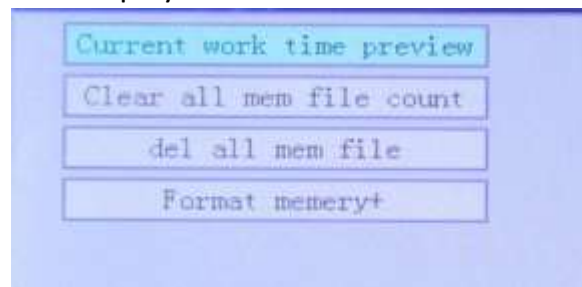 Current work time preview
Clear all mem file count
del all mem file
Format memery+